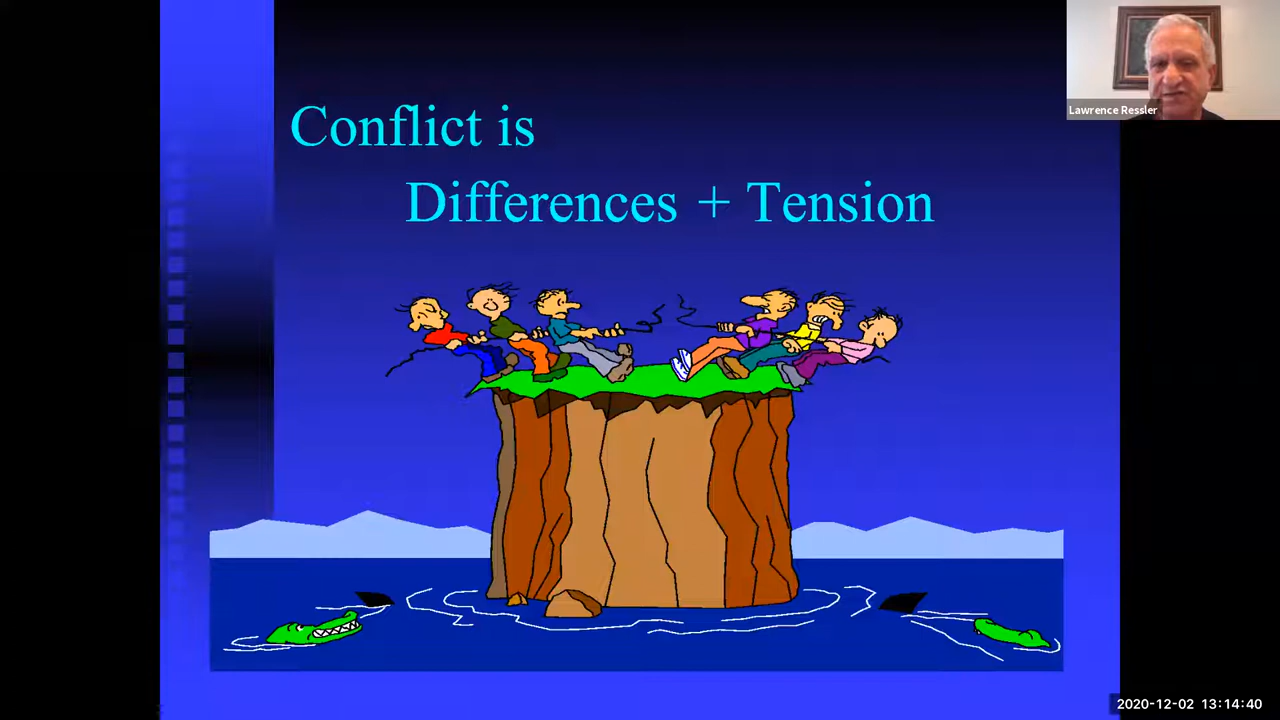 Conflict is
Differences + Tension
Lawrence Ressler
2020-12-02 13:14:40